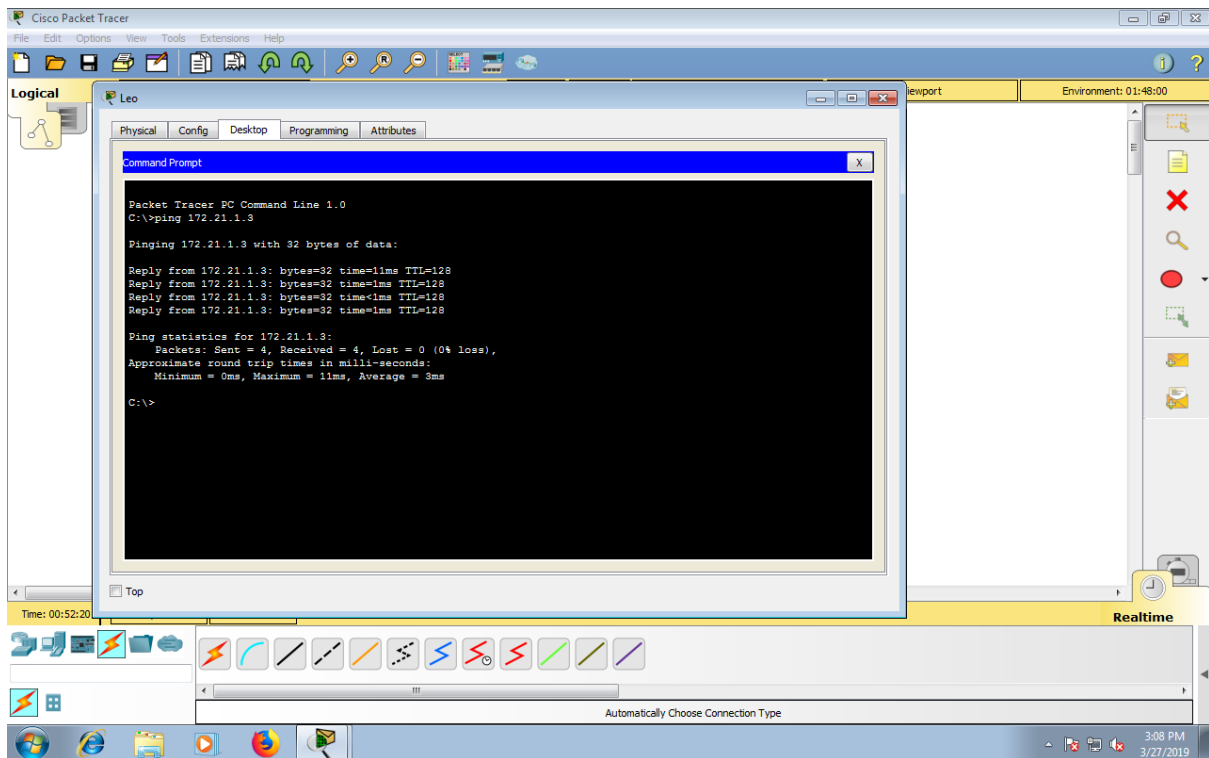 Cisco Packet Tracer
File Edit Options View Tools Extensions Help
Logical
iewport
Environment: 01:48:00
Leo
Physical Config Desktop Programming Attributes
Command Prompt
X
Packet Tracer PC Command Line 1.0
C:\>ping 172.21.1.3
Pinging 172.21.1.3 with 32 bytes of data:
Reply from 172.21.1.3: bytes=32 time=11ms TTL=128
Reply from 172.21.1.3: bytes=32 time=1ms TTL=128
Reply from 172.21.1.3: bytes=32 time<1ms TTL=128
Reply from 172.21.1.3: bytes=32 time=1ms TTL=128
Ping statistics for 172.21.1.3:
Packets: Sent = 4, Received = 4, Lost = 0 (0% loss),
Approximate round trip times in milli-seconds:
Minimum = 0ms, Maximum = 11ms, Average = 3ms
C:\>
Top
Time: 00:52:20
Realtime
Automatically Choose Connection Type
3:08 PM
3/27/2019